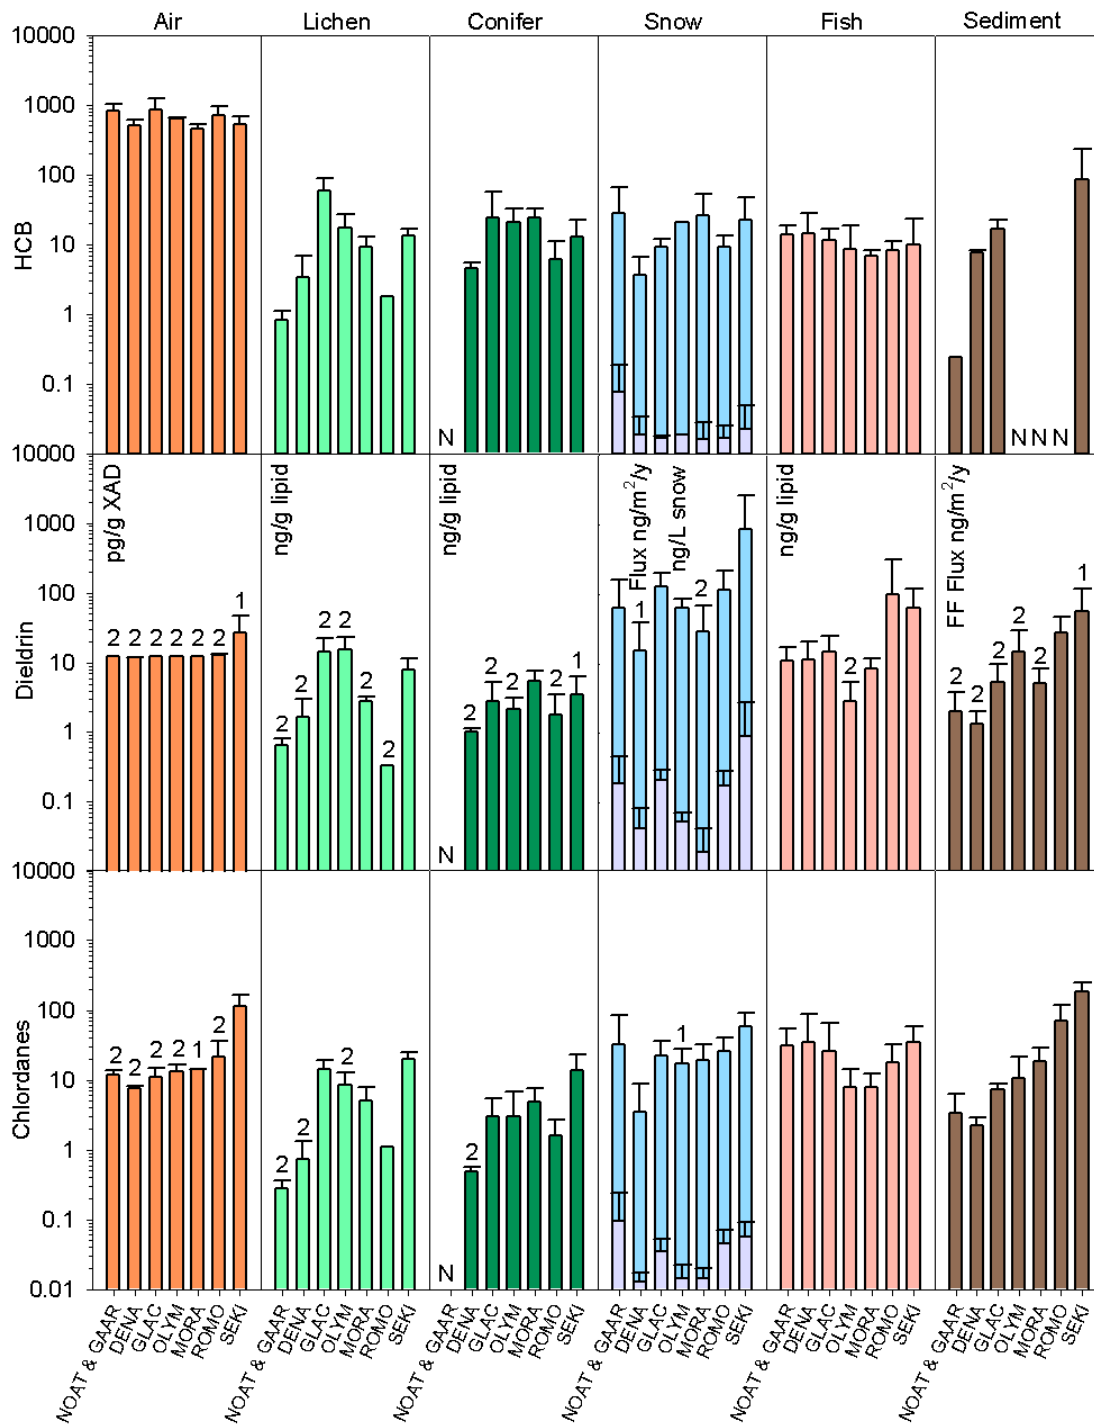 Air Lichen Conifer Snow Fish Sediment
10000
1000
100
10
1
0.1
HCB
N
N N N
10000
1000
100
10
1
0.1
Dieldrin
pg/g XAD
2 2 2 2 2 2 1
ng/g lipid
2 2 2 2 2 2
ng/g lipid
N 2 2 2 2 1
Flux ng/m²/y
ng/L snow
1 2
ng/g lipid
2
FF Flux ng/m²/y
2 2 2 2 2 1
10000
1000
100
10
1
0.1
0.01
Chlordanes
2 2 2 2 1 2
2 2 2
N 2
1
NOAT & GAAR DENA GLAC OLYM MORA ROMO SEKI
NOAT & GAAR DENA GLAC OLYM MORA ROMO SEKI
NOAT & GAAR DENA GLAC OLYM MORA ROMO SEKI
NOAT & GAAR DENA GLAC OLYM MORA ROMO SEKI
NOAT & GAAR DENA GLAC OLYM MORA ROMO SEKI
NOAT & GAAR DENA GLAC OLYM MORA ROMO SEKI